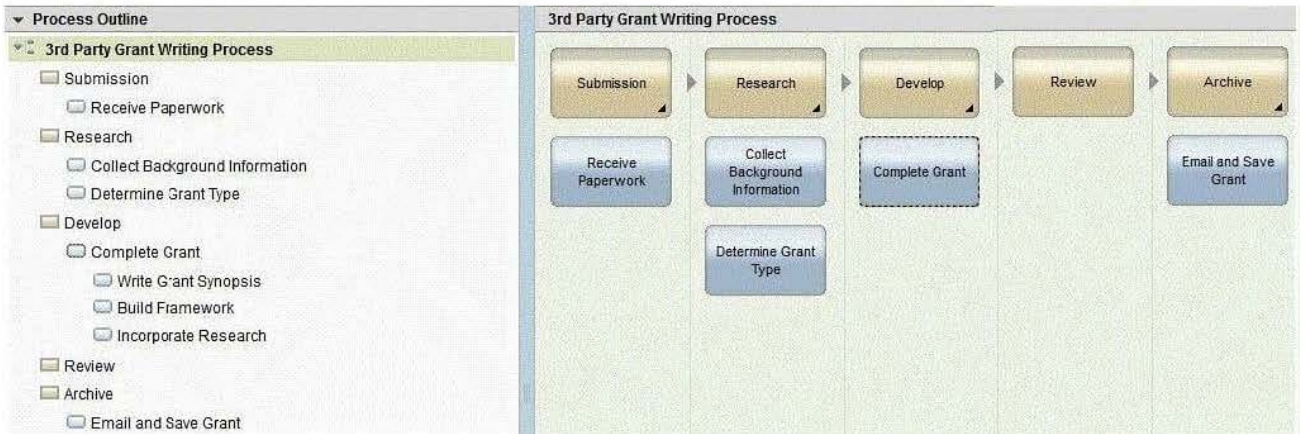 Process Outline
3rd Party Grant Writing Process
Submission
Receive Paperwork
Research
Collect Background Information
Determine Grant Type
Develop
Complete Grant
Write Grant Synopsis
Build Framework
Incorporate Research
Review
Archive
Email and Save Grant
3rd Party Grant Writing Process
Submission
Research
Develop
Review
Archive
Receive
Paperwork
Collect
Background
Information
Complete Grant
Email and Save
Grant
Determine Grant
Type